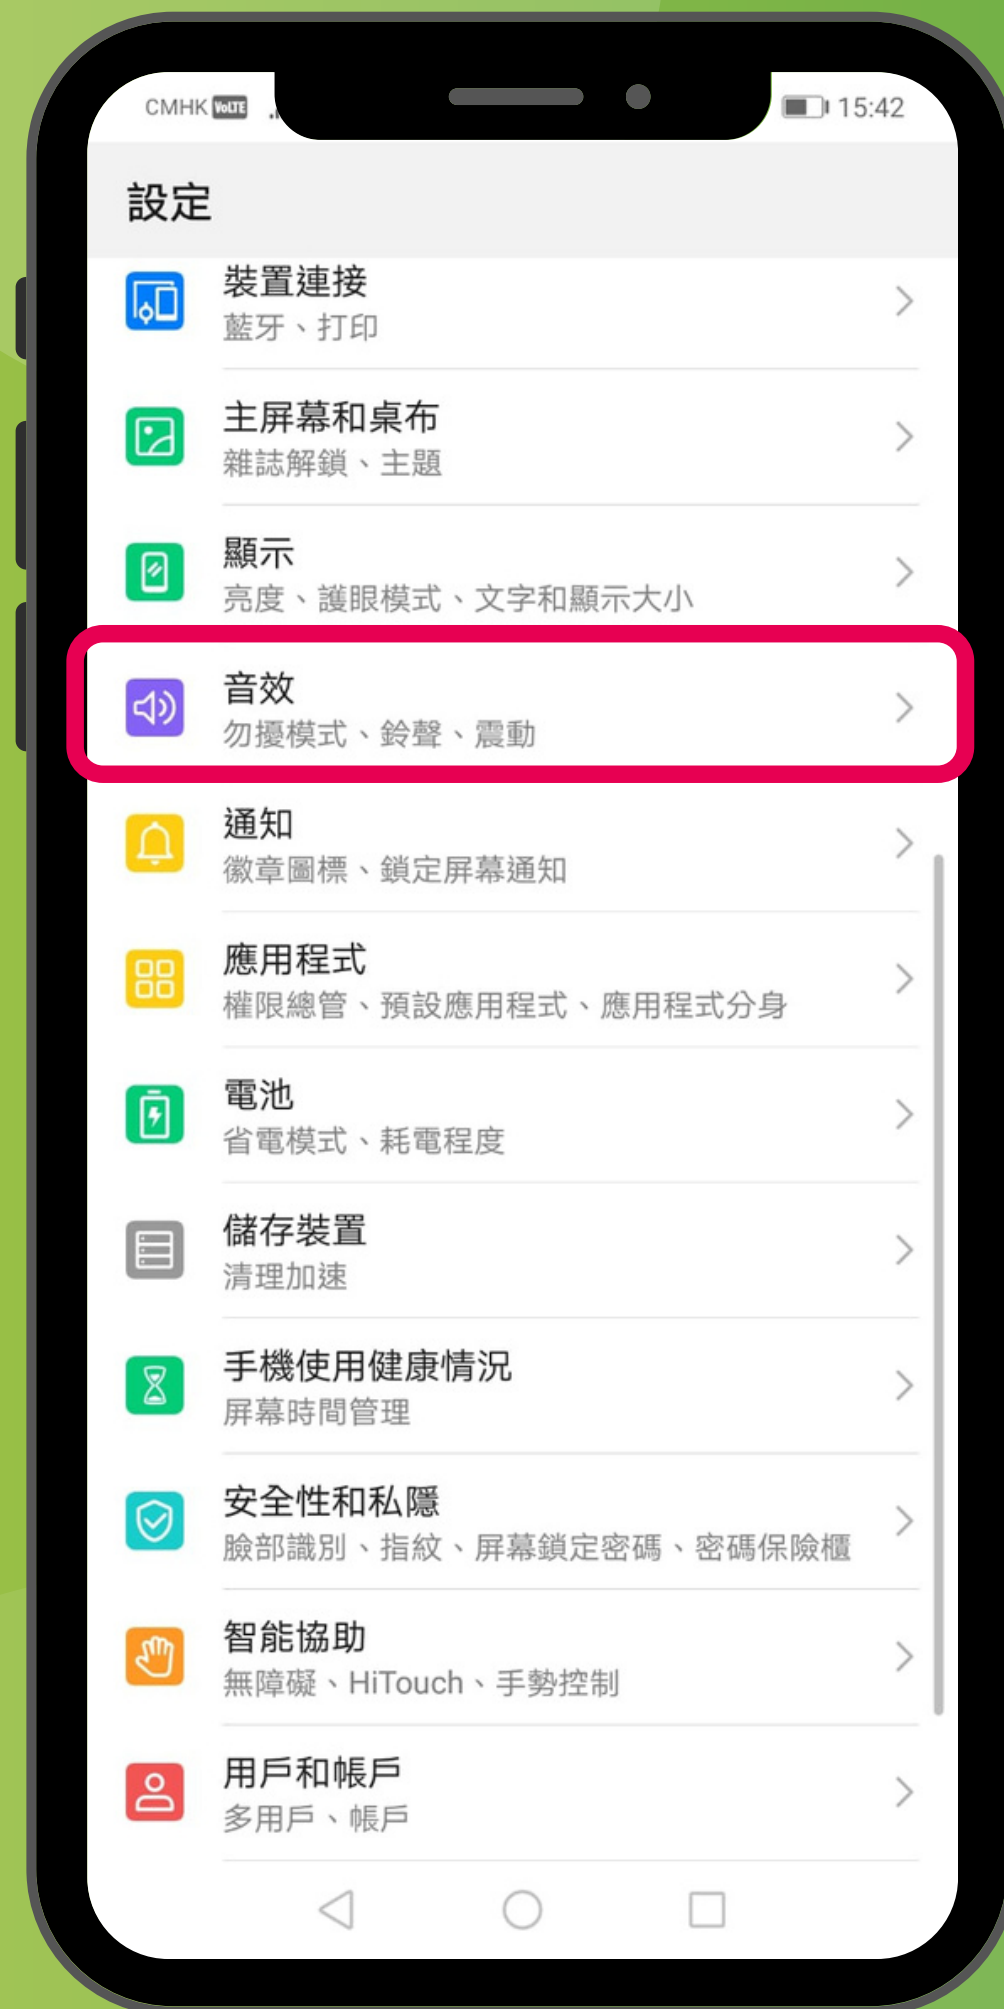 CMHK VoLTE
15:42
設定
裝置連接
藍牙、打印
主屏幕和桌布
雜誌解鎖、主題
顯示
亮度、護眼模式、文字和顯示大小
音效
勿擾模式、鈴聲、震動
通知
徽章圖標、鎖定屏幕通知
應用程式
權限總管、預設應用程式、應用程式分身
電池
省電模式、耗電程度
儲存裝置
清理加速
手機使用健康情況
屏幕時間管理
安全性和私隱
臉部識別、指紋、屏幕鎖定密碼、密碼保險櫃
智能協助
無障礙、HiTouch、手勢控制
用戶和帳戶
多用戶、帳戶